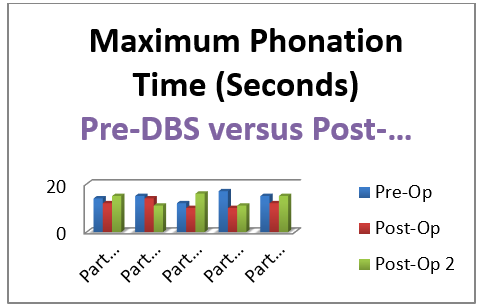 Maximum Phonation
Time (Seconds)
Pre-DBS versus Post-...
20
0
Part...
Part...
Part...
Part...
Part...
Pre-Op
Post-Op
Post-Op 2